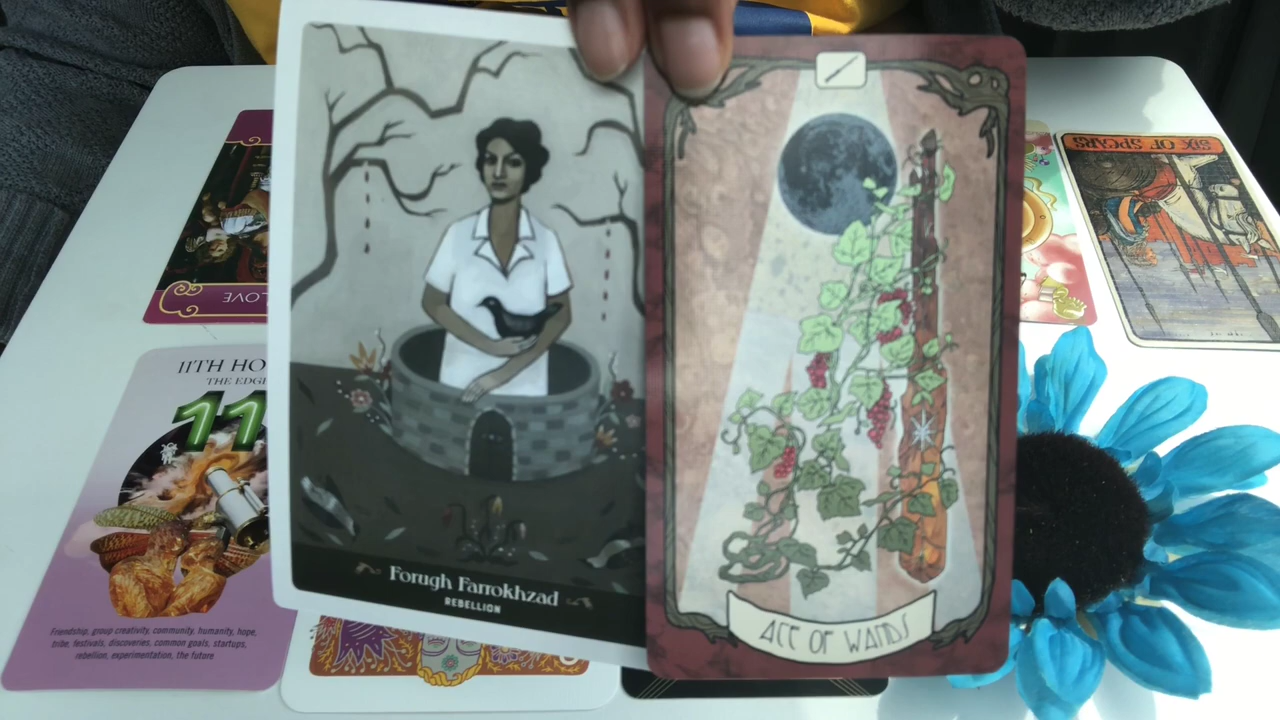 SIX OF SPEARS
LOVE
11TH HO
THE EDGE
11
Friendship, group creativity, community, humanity, hope,
tribe, festivals, discoveries, common goals, startups,
rebellion, experimentation, the future
Forugh Farrokhzad
REBELLION
ACE OF WANDS